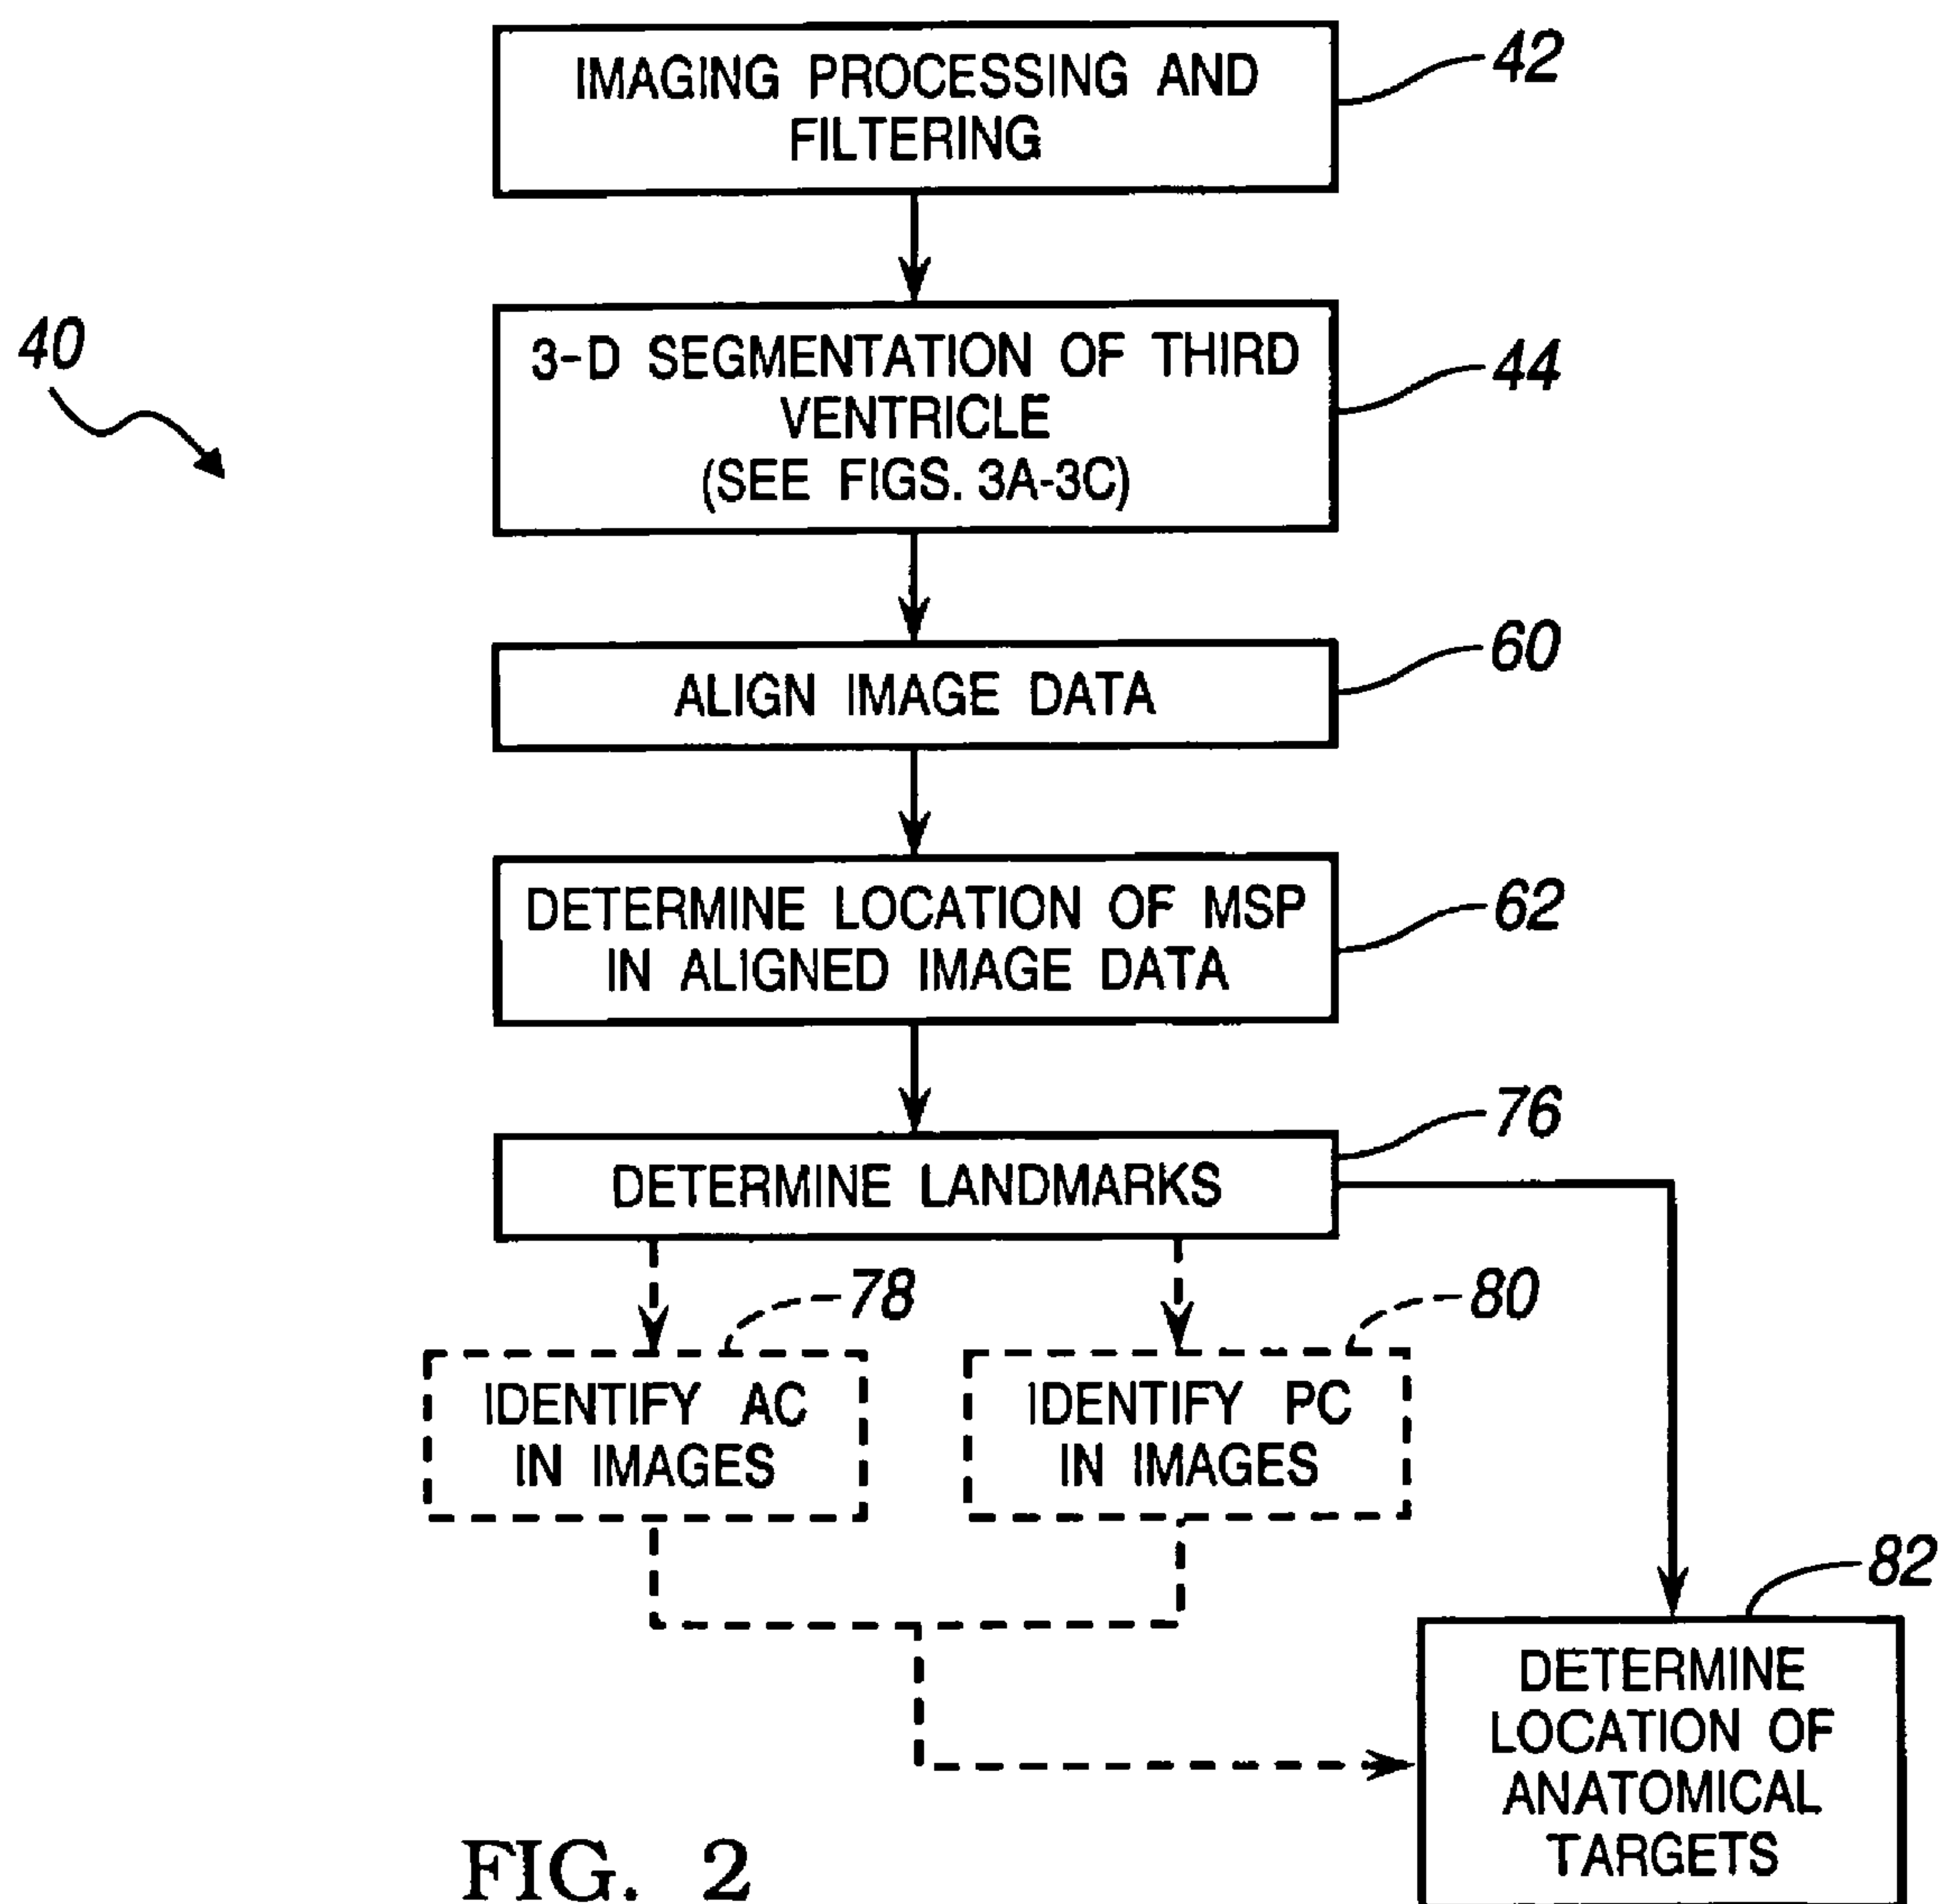 IMAGING PROCESSING AND
FILTERING
42
40
3-D SEGMENTATION OF THIRD
VENTRICLE
(SEE FIGS. 3A-3C)
44
ALIGN IMAGE DATA
60
DETERMINE LOCATION OF MSP
IN ALIGNED IMAGE DATA
62
DETERMINE LANDMARKS
76
78
IDENTIFY AC
IN IMAGES
80
IDENTIFY PC
IN IMAGES
82
DETERMINE
LOCATION OF
ANATOMICAL
TARGETS
FIG. 2